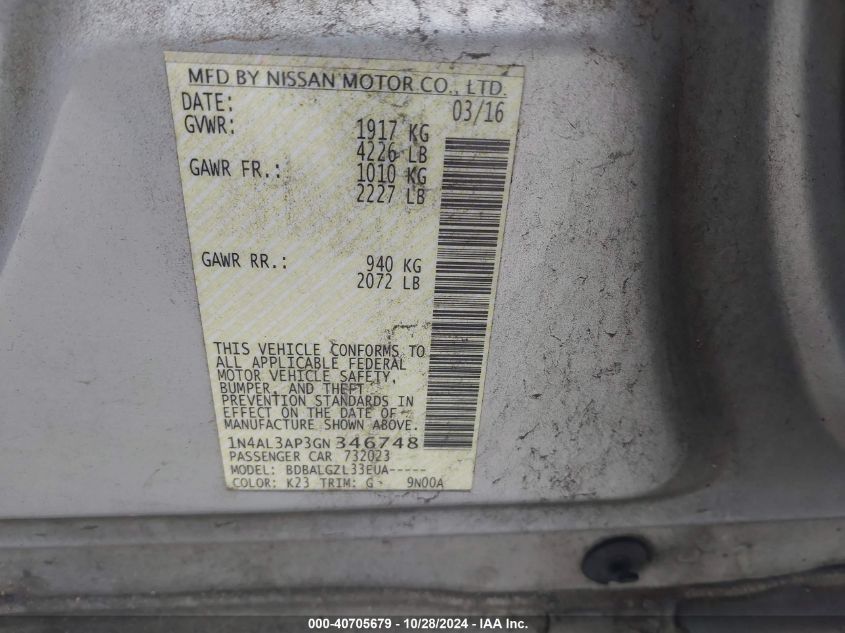 MFD BY NISSAN MOTOR CO., LTD.
DATE: 03/16
GVWR: 1917 KG
4226 LB
GAWR FR.: 1010 KG
2227 LB
GAWR RR.: 940 KG
2072 LB
THIS VEHICLE CONFORMS TO
ALL APPLICABLE FEDERAL
MOTOR VEHICLE SAFETY,
BUMPER, AND THEFT
PREVENTION STANDARDS IN
EFFECT ON THE DATE OF
MANUFACTURE SHOWN ABOVE.
1N4AL3AP3GN346748
PASSENGER CAR 732023
MODEL: BDBALGZL33EUA-----
COLOR: K23 TRIM: G- 9N00A
000-40705679 - 10/28/2024 - IAA Inc.